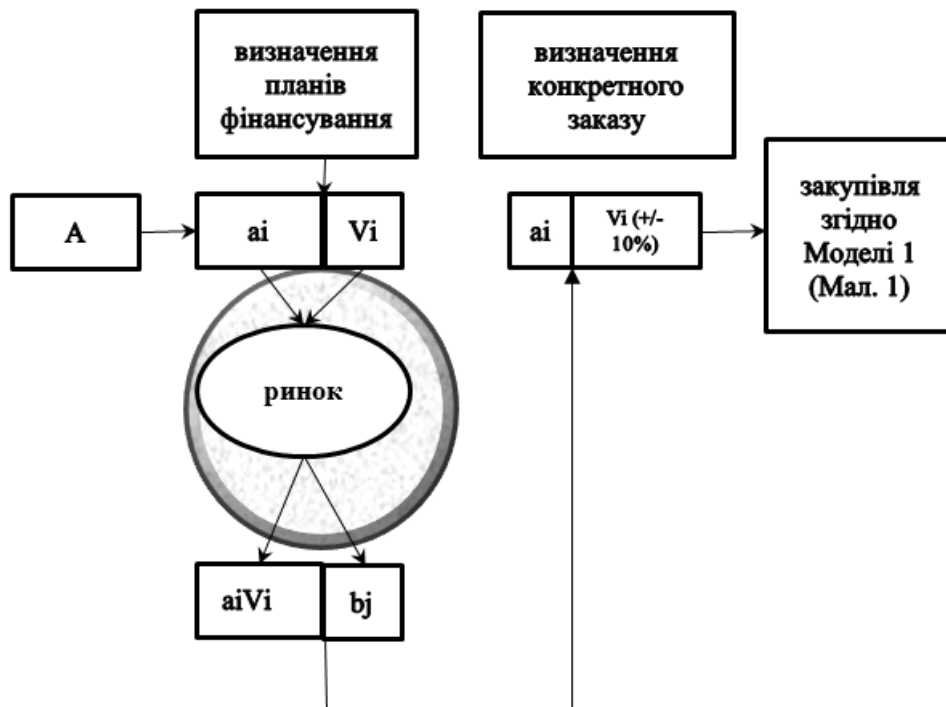 визначення
планів
фінансування
визначення
конкретного
заказу
A
ai
Vi
ai
Vi (+/-
10%)
закупівля
згідно
Моделі 1
(Мал. 1)
ринок
aiVi
bj